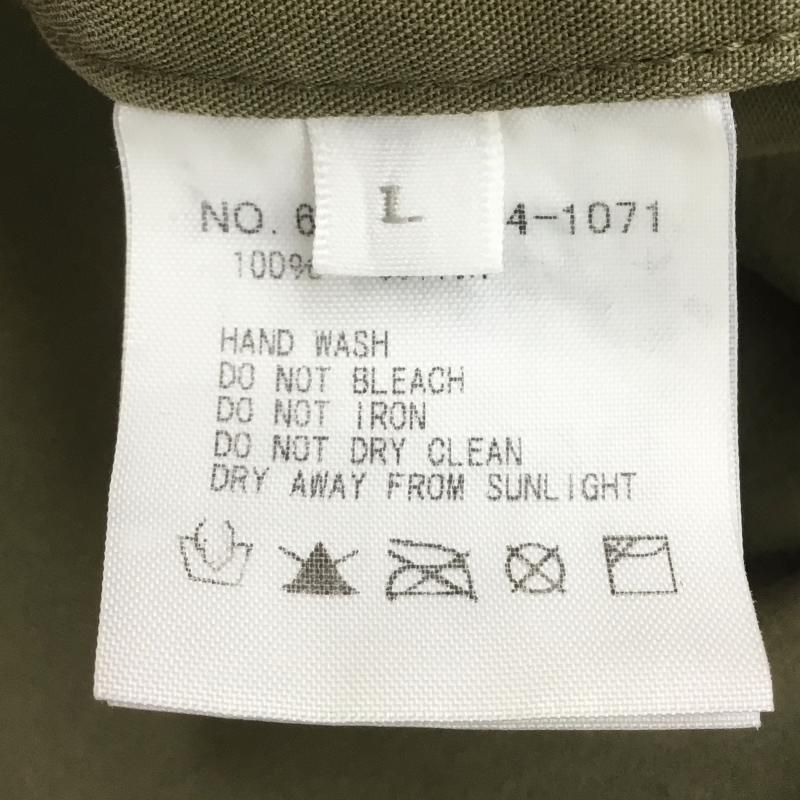 L
NO. 6 4-1071
100%
HAND WASH
DO NOT BLEACH
DO NOT IRON
DO NOT DRY CLEAN
DRY AWAY FROM SUNLIGHT